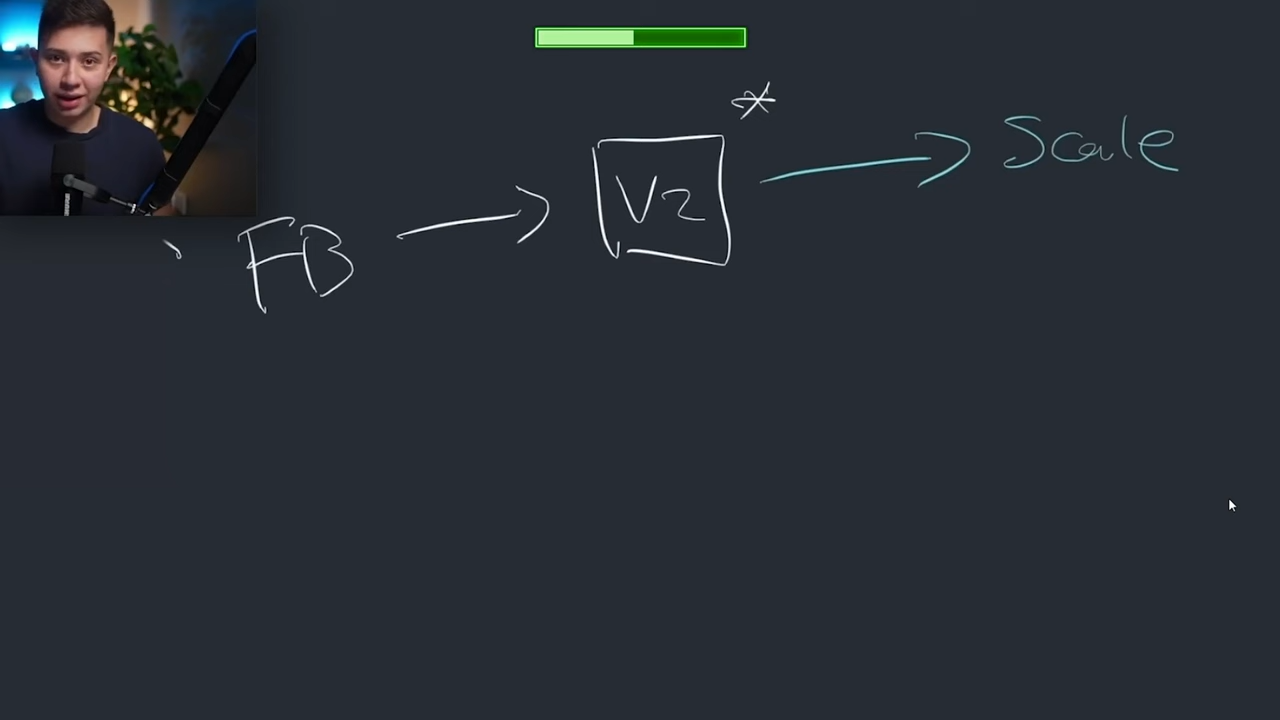 FB → V2 * → Scale